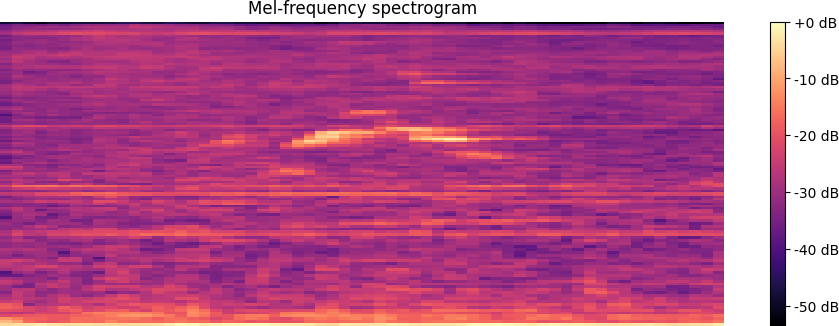 Mel-frequency spectrogram
+0 dB
-10 dB
-20 dB
-30 dB
-40 dB
-50 dB